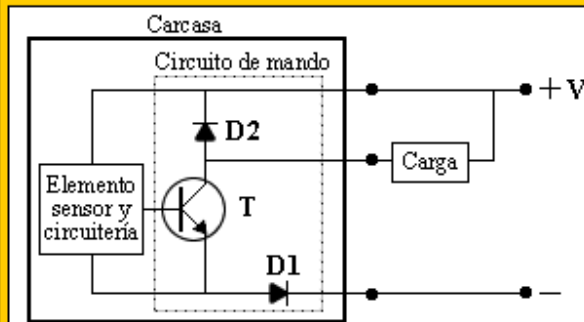 Carcasa
Circuito de mando
+ V
D2
Carga
Elemento
sensor y
circuitería
T
D1
−